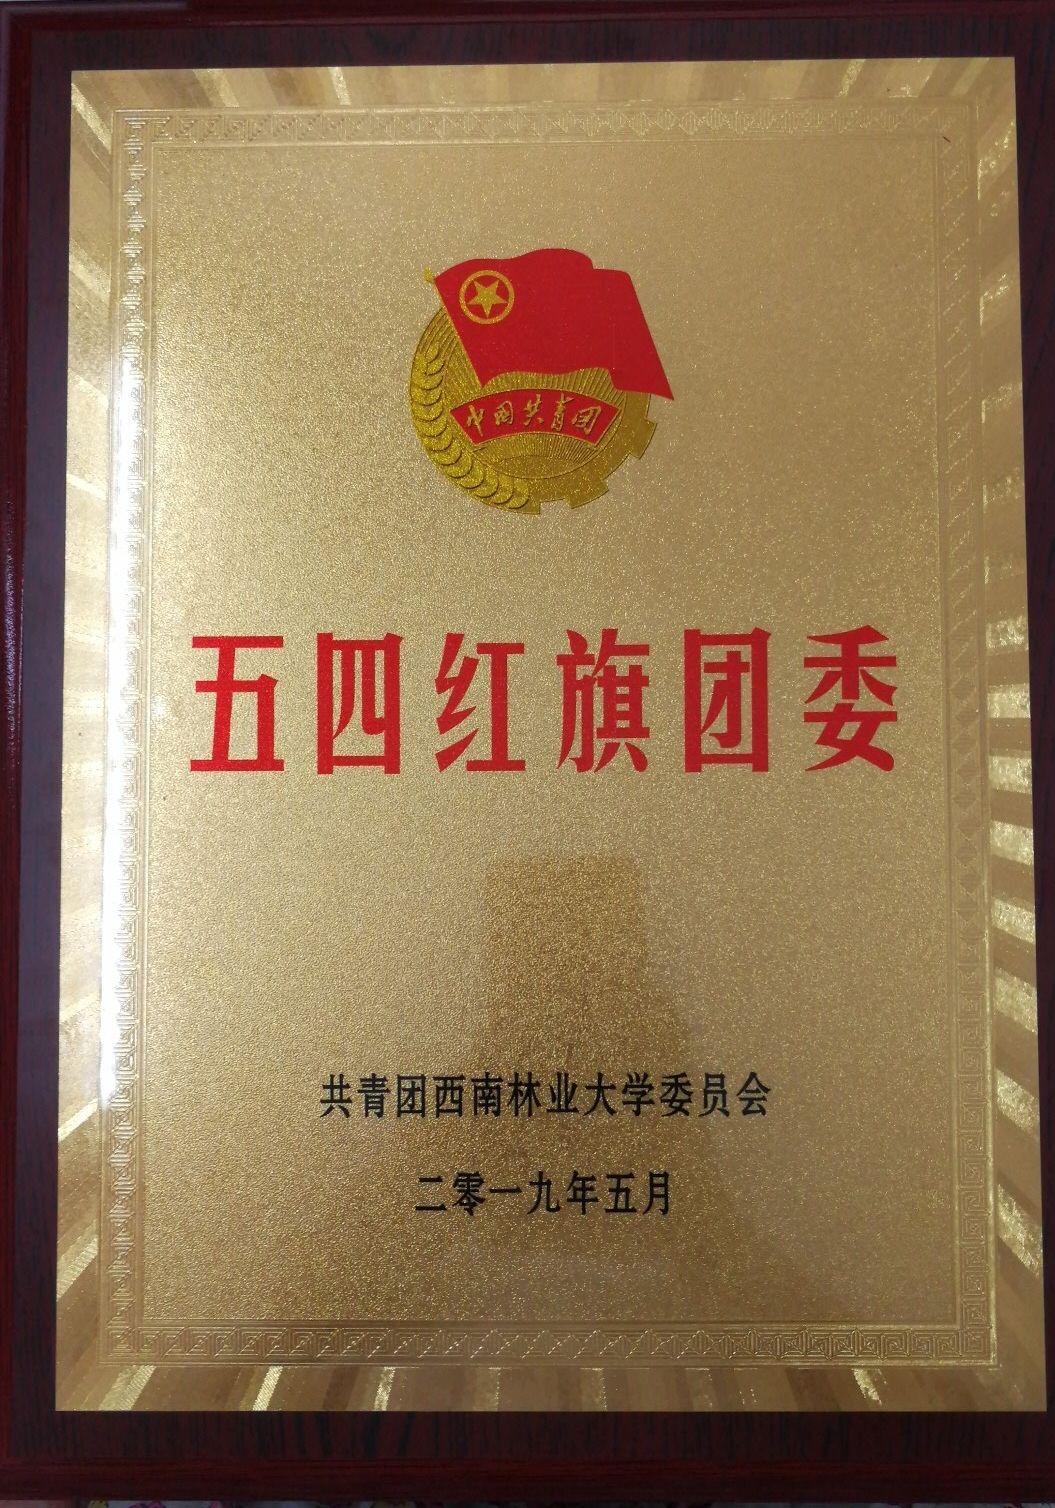 中国共青团
五四红旗团委
共青团西南林业大学委员会
二零一九年五月